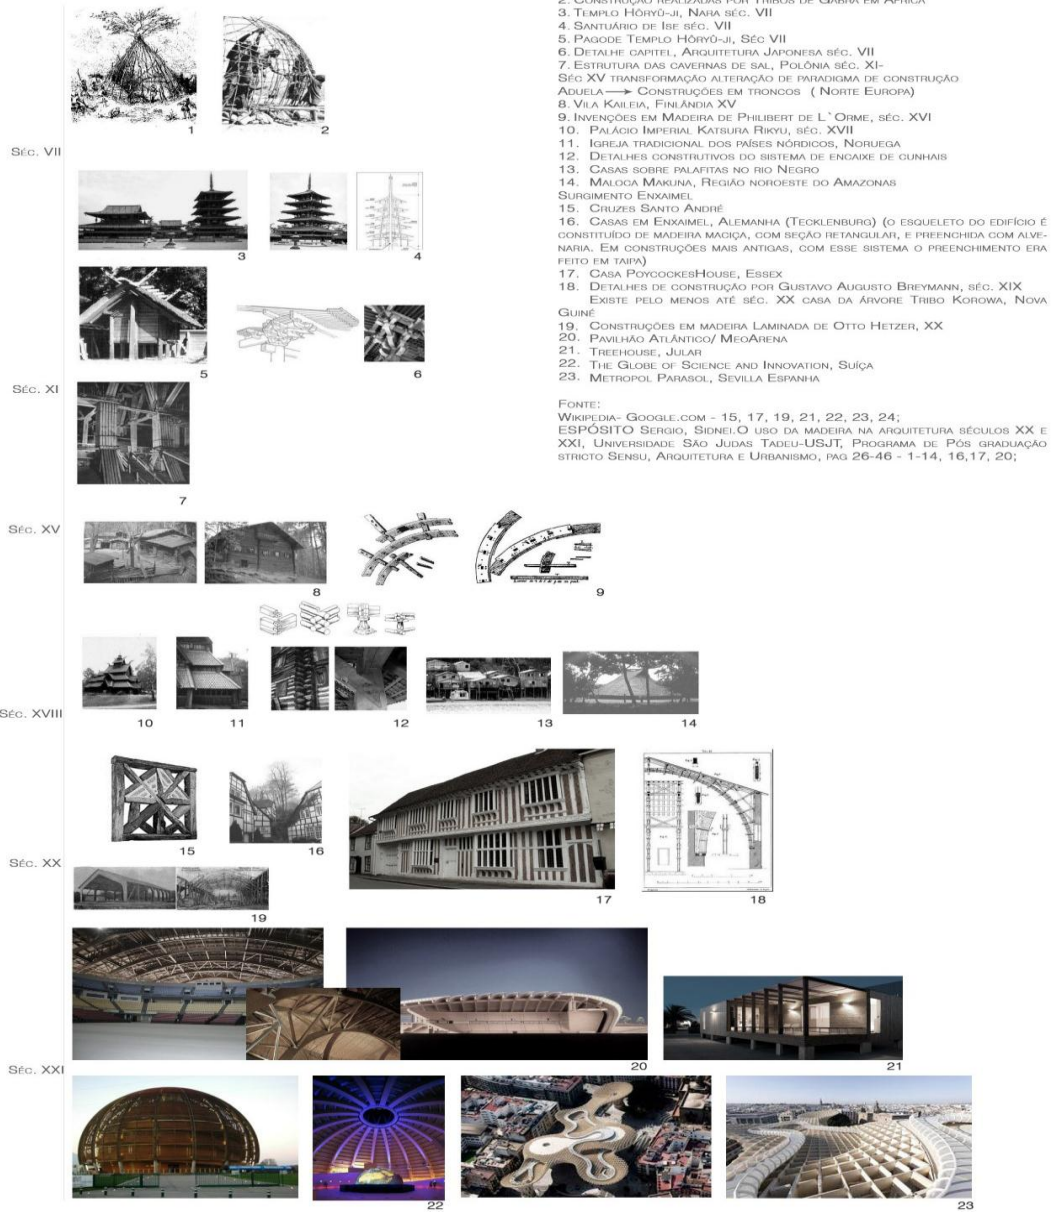 2. Construção realizadas por Tribos de Gabra em África
3. Templo Hôryû-ji, Nara séc. VII
4. Santuário de Ise séc. VII
5. Pagode Templo Hôryû-ji, Séc VII
6. Detalhe capitel, Arquitetura Japonesa séc. VII
7. Estrutura das cavernas de sal, Polônia séc. XI-
Séc XV transformação alteração de paradigma de construção
Aduela → Construções em troncos ( Norte Europa)
8. Vila Kaileia, Finlândia XV
9. Invenções em Madeira de Philibert de L`Orme, séc. XVI
10. Palácio Imperial Katsura Rikyu, séc. XVII
11. Igreja tradicional dos países nórdicos, Noruega
12. Detalhes construtivos do sistema de encaixe de cunhais
13. Casas sobre palafitas no rio Negro
14. Maloca Makuna, Região noroeste do Amazonas
Surgimento Enxaimel
15. Cruzes Santo André
16. Casas em Enxaimel, Alemanha (Tecklenburg) (o esqueleto do edifício é
constituído de madeira maciça, com seção retangular, e preenchida com alve-
naria. Em construções mais antigas, com esse sistema o preenchimento era
feito em taipa)
17. Casa PoycockesHouse, Essex
18. Detalhes de construção por Gustavo Augusto Breymann, séc. XIX
Existe pelo menos até séc. XX casa da árvore Tribo Korowa, Nova
Guiné
19. Construções em madeira Laminada de Otto Hetzer, XX
20. Pavilhão Atlântico/ MeoArena
21. Treehouse, Jular
22. The Globe of Science and Innovation, Suíça
23. Metropol Parasol, Sevilla Espanha
Fonte:
Wikipedia- Google.com - 15, 17, 19, 21, 22, 23, 24;
ESPÓSITO Sergio, Sidnei.O uso da madeira na arquitetura séculos XX e
XXI, Universidade São Judas Tadeu-USJT, Programa de Pós graduação
stricto Sensu, Arquitetura e Urbanismo, pag 26-46 - 1-14, 16,17, 20;
1
2
Séc. VII
3
4
5
6
Séc. XI
7
Séc. XV
8
9
Séc. XVIII
10
11
12
13
14
15
16
17
18
Séc. XX
19
20
21
Séc. XXI
22
23